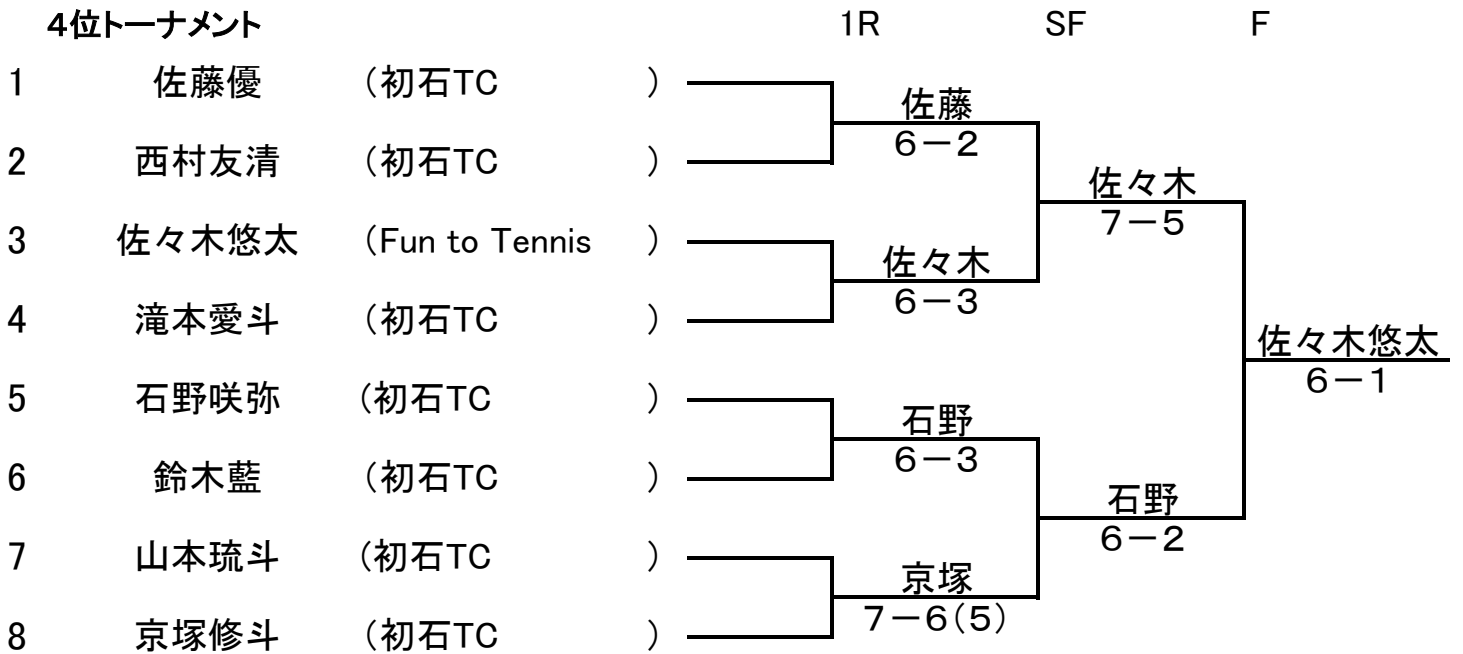 ４位トーナメント 1R SF F
1 佐藤優 (初石TC )
佐藤
6－2
2 西村友清 (初石TC )
佐々木
7－5
3 佐々木悠太 (Fun to Tennis )
佐々木
6－3
4 滝本愛斗 (初石TC )
佐々木悠太
6－1
5 石野咲弥 (初石TC )
石野
6－3
6 鈴木藍 (初石TC )
石野
6－2
7 山本琉斗 (初石TC )
京塚
7－6(5)
8 京塚修斗 (初石TC )